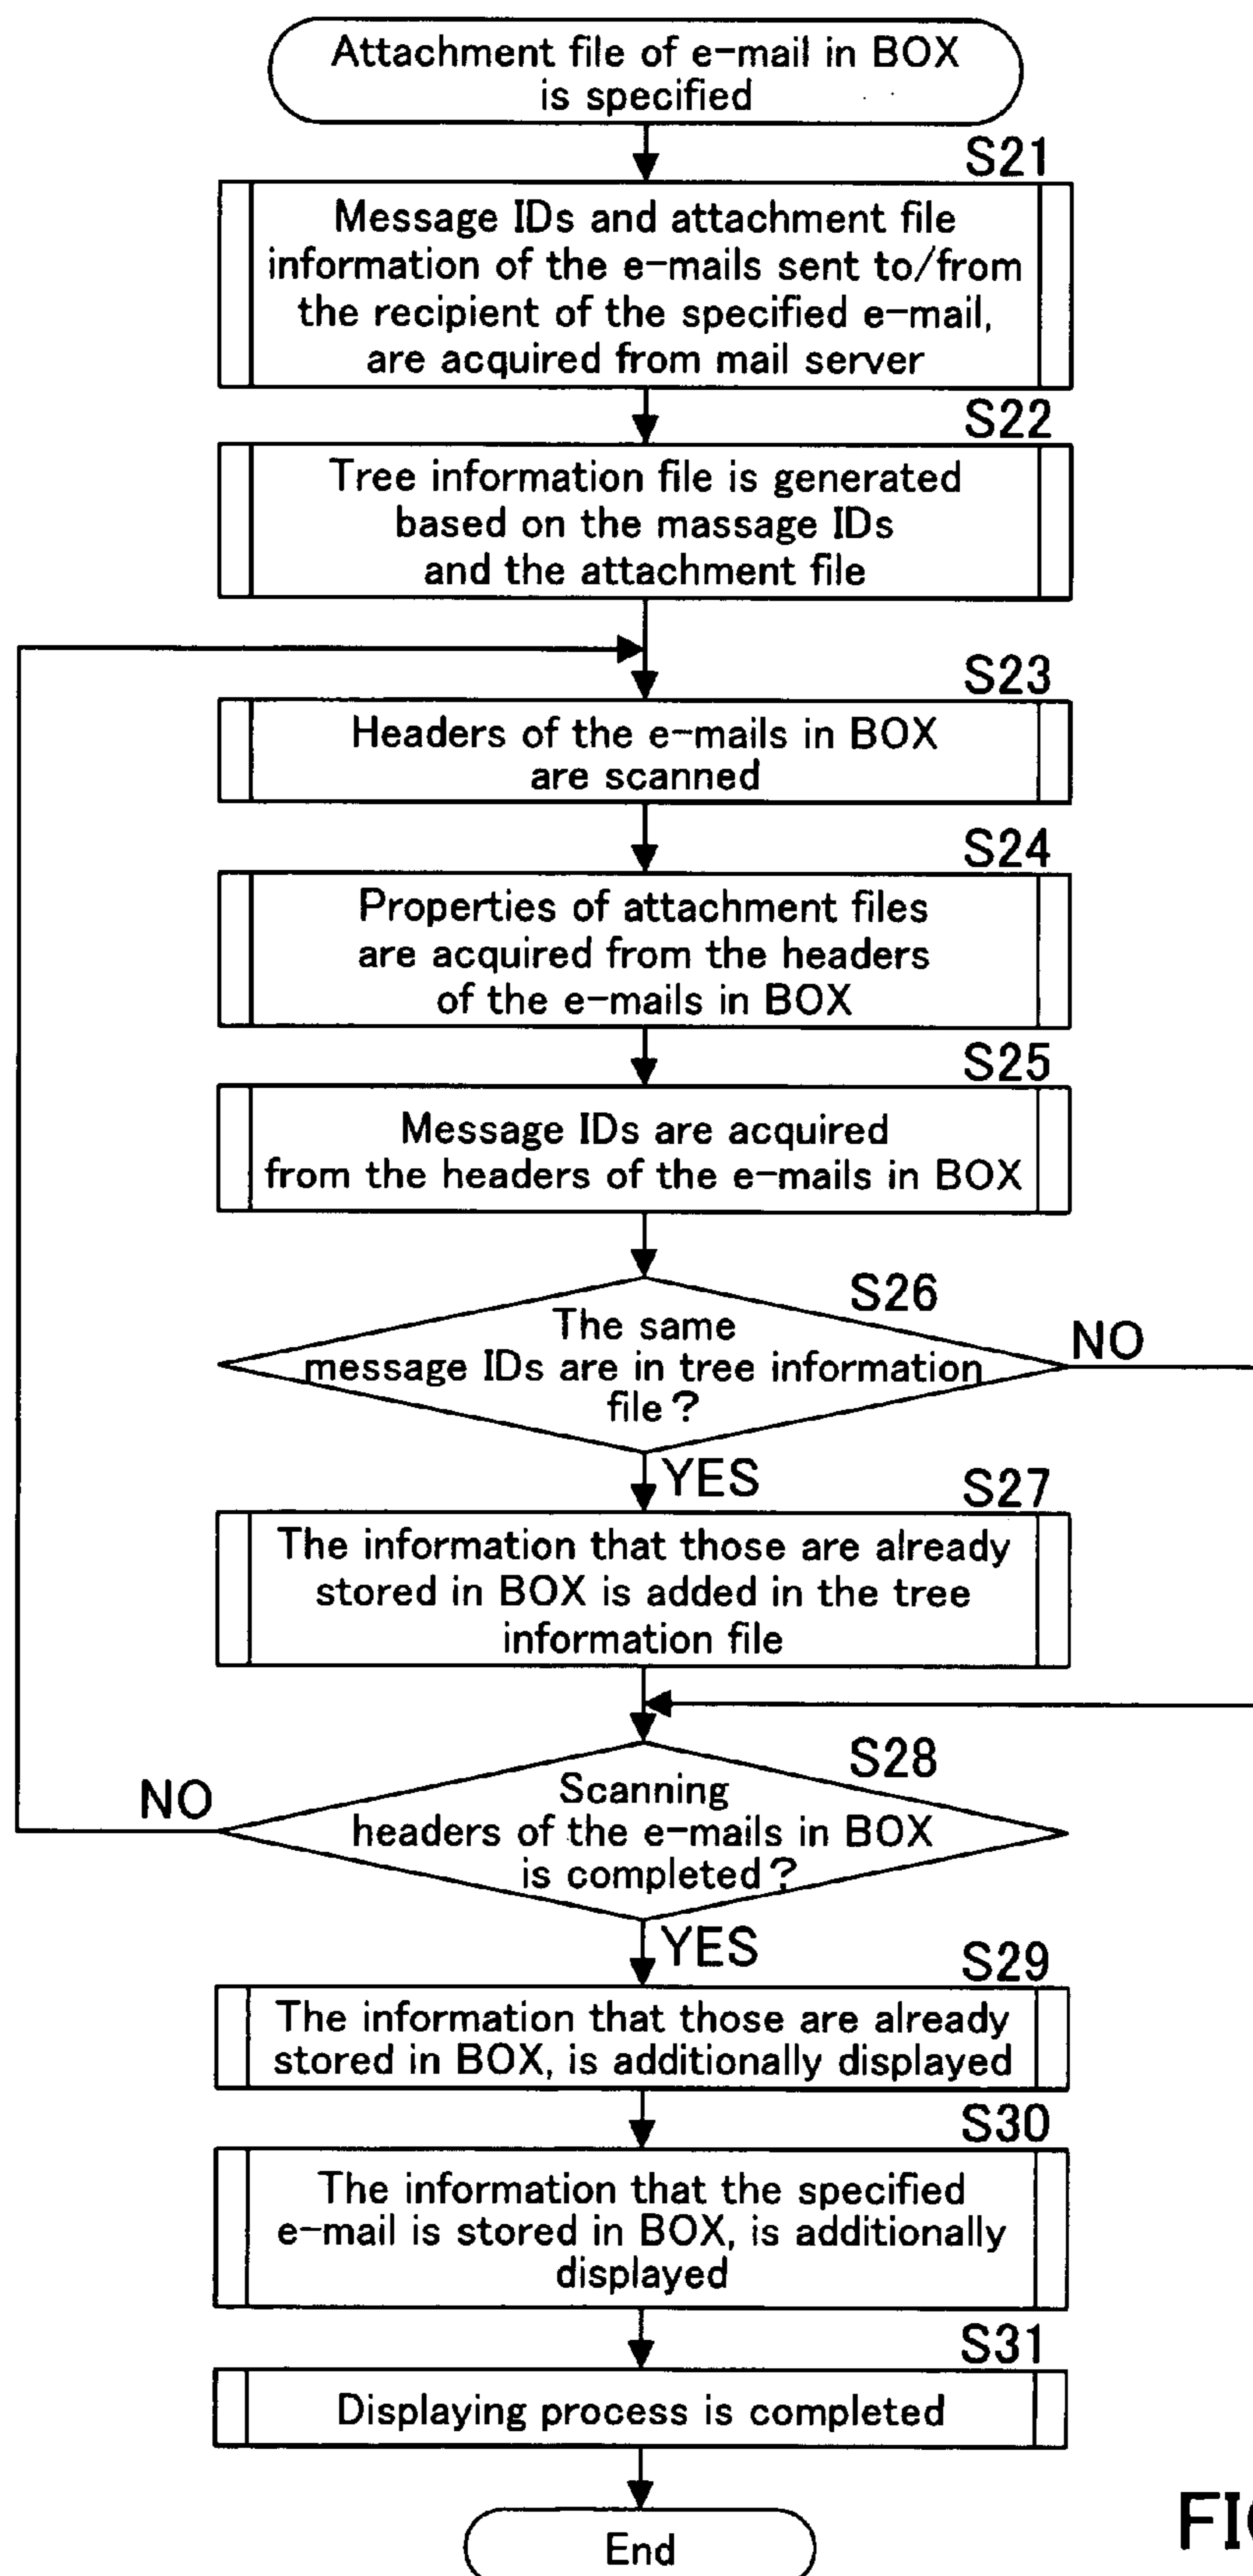 Attachment file of e-mail in BOX
is specified
S21
Message IDs and attachment file
information of the e-mails sent to/from
the recipient of the specified e-mail,
are acquired from mail server
S22
Tree information file is generated
based on the massage IDs
and the attachment file
S23
Headers of the e-mails in BOX
are scanned
S24
Properties of attachment files
are acquired from the headers
of the e-mails in BOX
S25
Message IDs are acquired
from the headers of the e-mails in BOX
S26
The same
message IDs are in tree information
file?
NO
YES
S27
The information that those are already
stored in BOX is added in the tree
information file
S28
Scanning
headers of the e-mails in BOX
is completed?
NO
YES
S29
The information that those are already
stored in BOX, is additionally displayed
S30
The information that the specified
e-mail is stored in BOX, is additionally
displayed
S31
Displaying process is completed
End